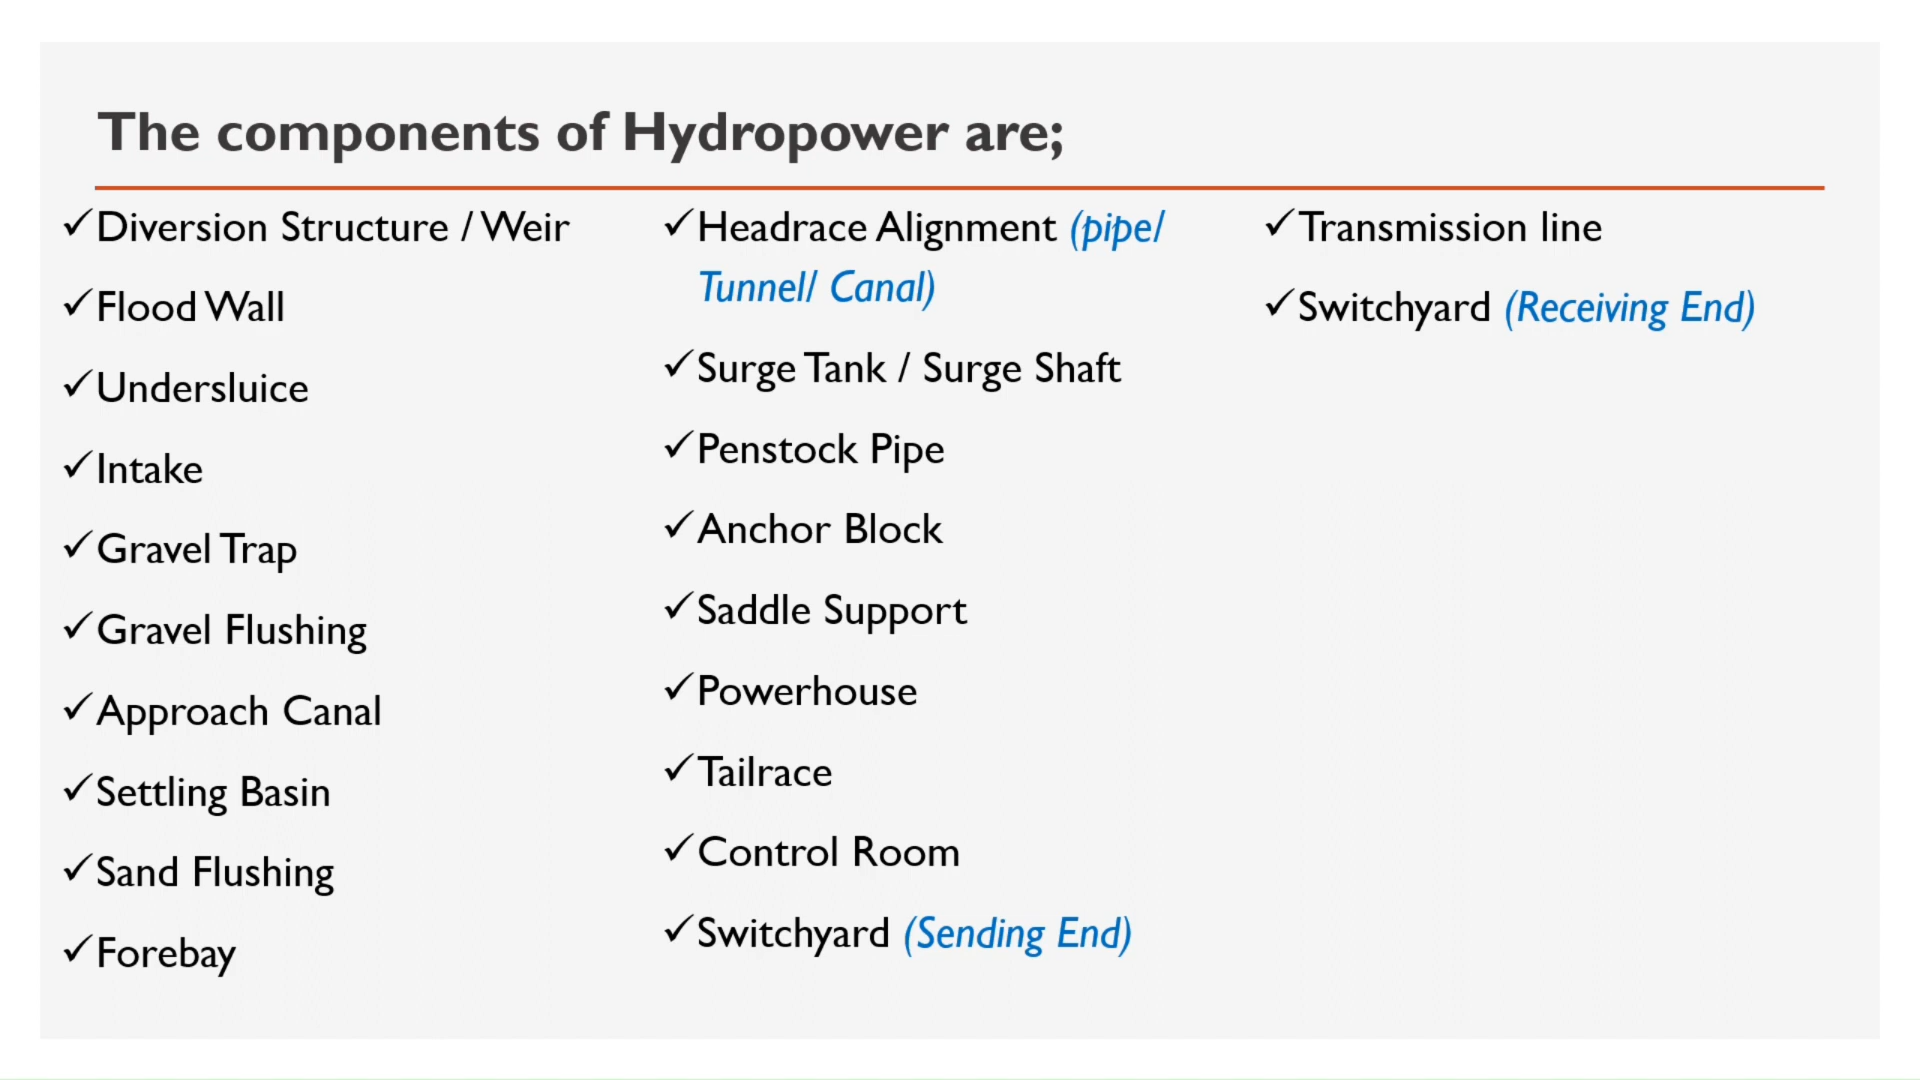 The components of Hydropower are;
✓Diversion Structure / Weir
✓Flood Wall
✓Undersluice
✓Intake
✓Gravel Trap
✓Gravel Flushing
✓Approach Canal
✓Settling Basin
✓Sand Flushing
✓Forebay
✓Headrace Alignment (pipe/
Tunnel/ Canal)
✓Surge Tank / Surge Shaft
✓Penstock Pipe
✓Anchor Block
✓Saddle Support
✓Powerhouse
✓Tailrace
✓Control Room
✓Switchyard (Sending End)
✓Transmission line
✓Switchyard (Receiving End)